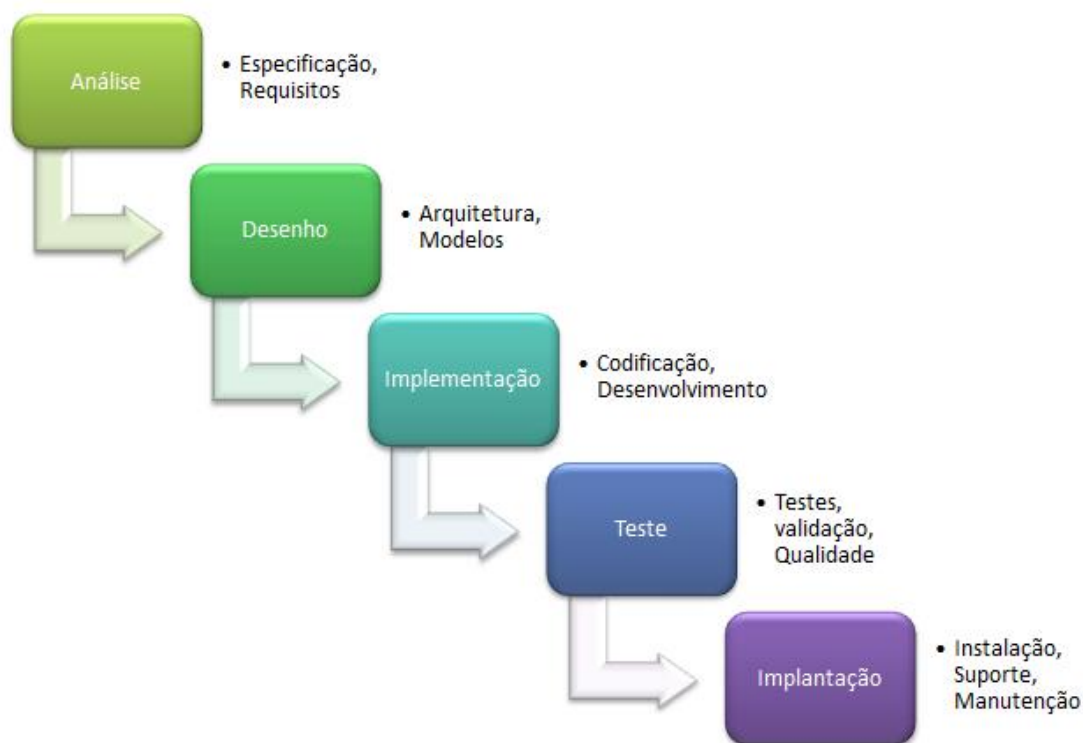 Análise
• Especificação,
Requisitos
Desenho
• Arquitetura,
Modelos
Implementação
• Codificação,
Desenvolvimento
Teste
• Testes,
validação,
Qualidade
Implantação
• Instalação,
Suporte,
Manutenção